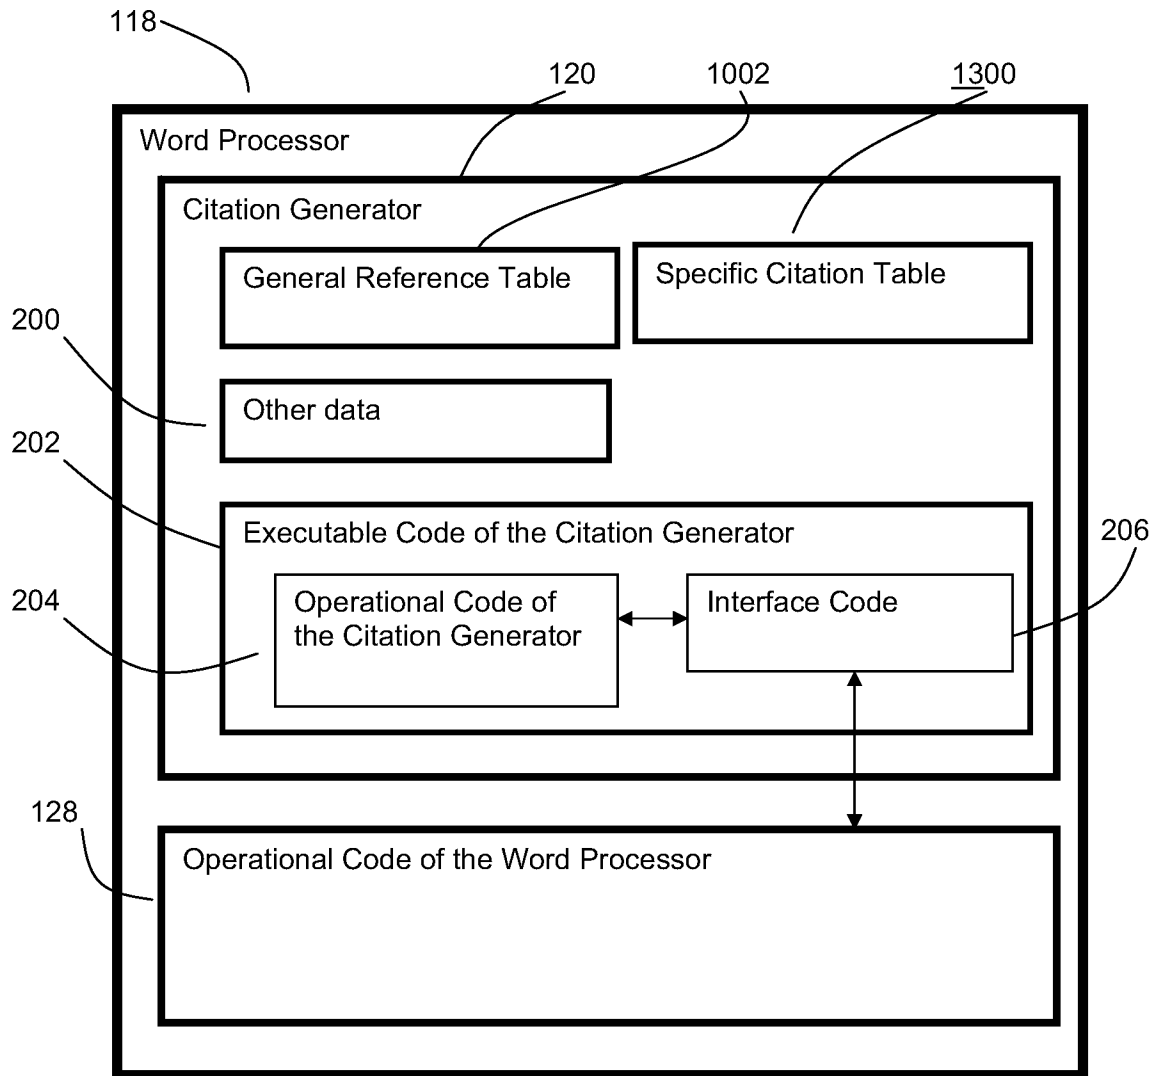 118
120
1002
1300
Word Processor
Citation Generator
General Reference Table
Specific Citation Table
200
Other data
202
Executable Code of the Citation Generator
206
204
Operational Code of
the Citation Generator
Interface Code
128
Operational Code of the Word Processor